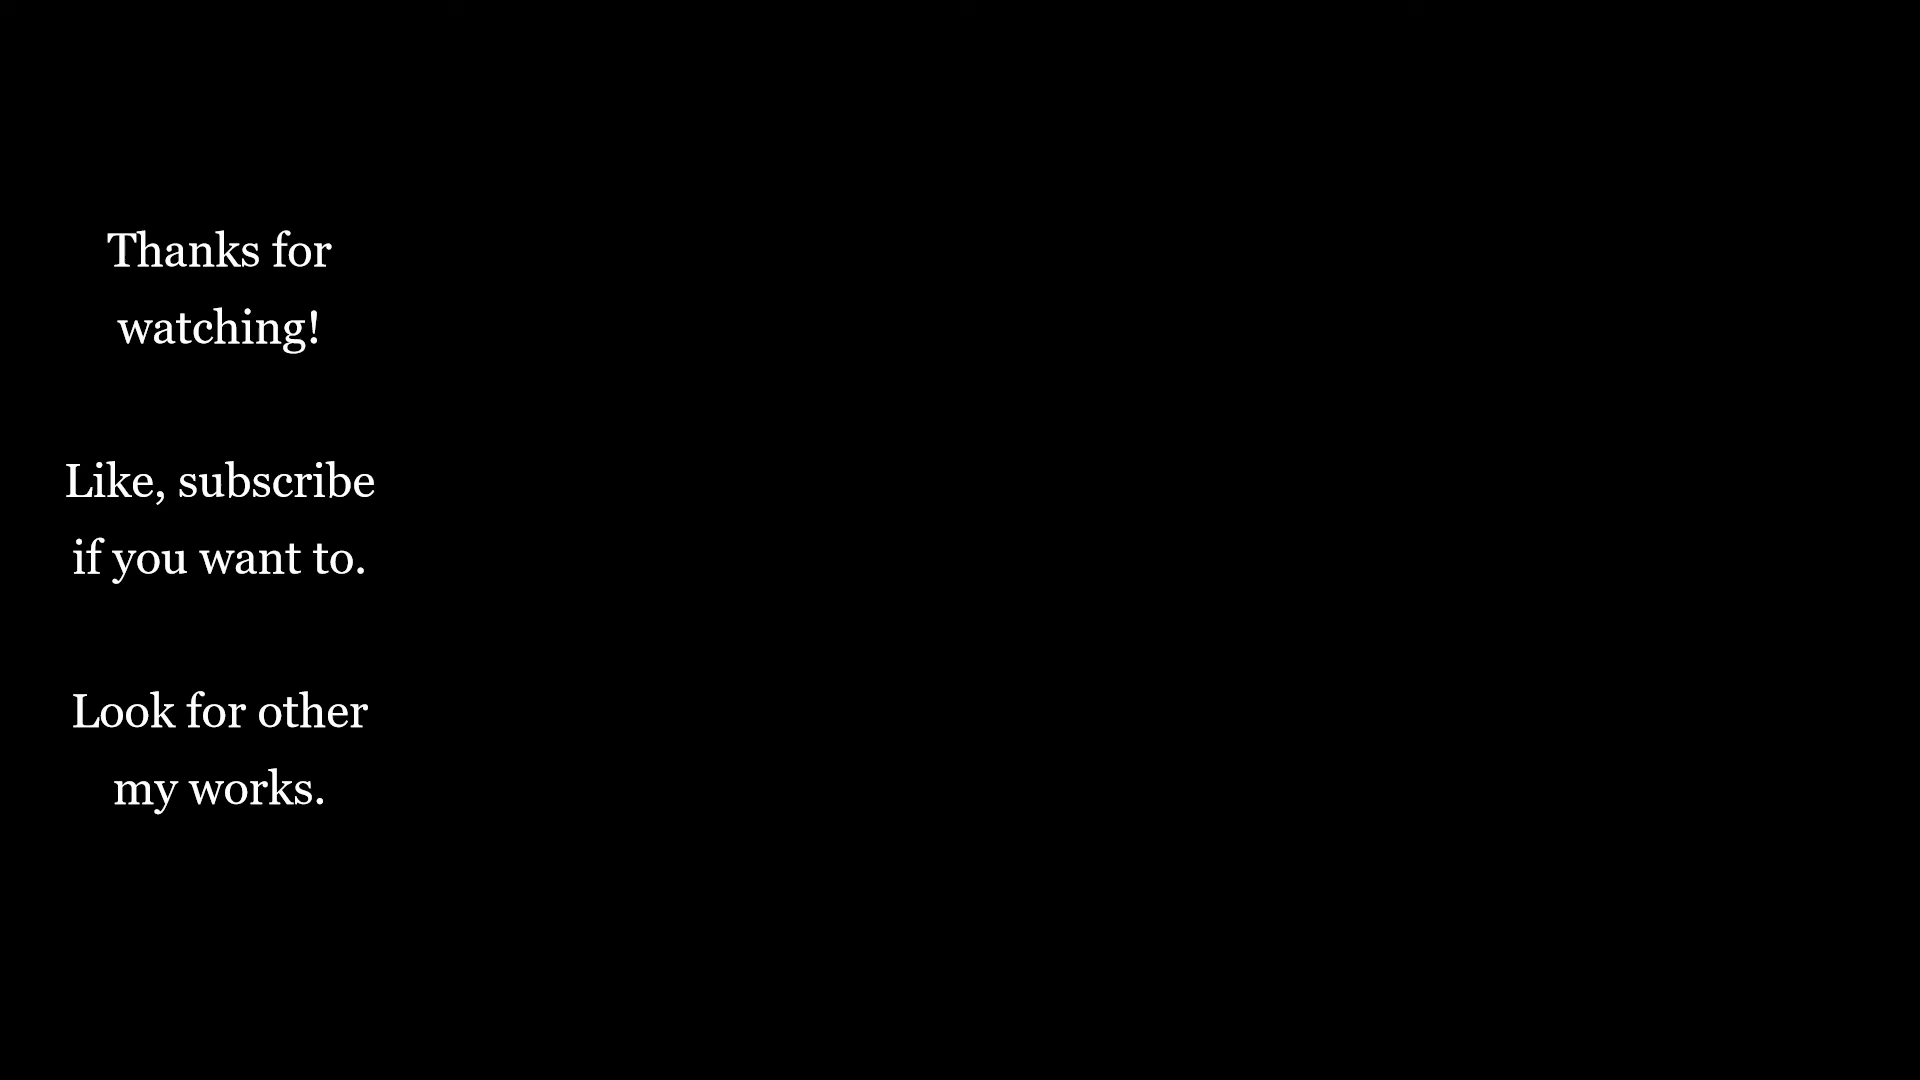 Thanks for
watching!
Like, subscribe
if you want to.
Look for other
my works.